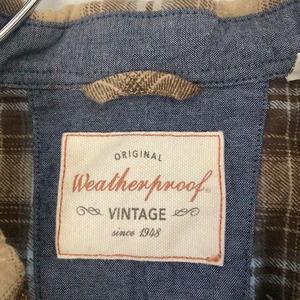 ORIGINAL
Weatherproof®
VINTAGE
since 1948